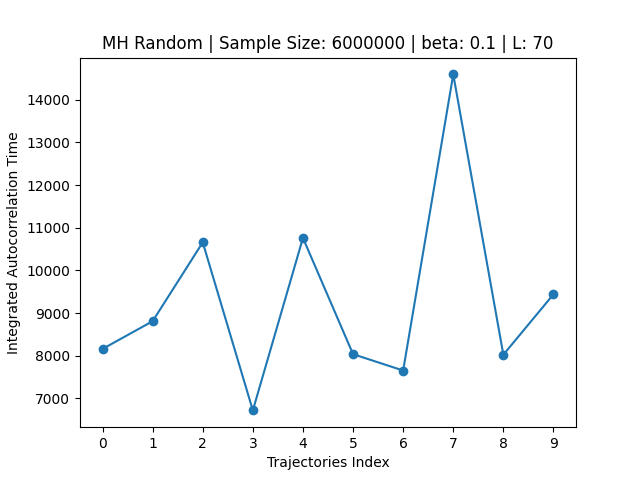 MH Random | Sample Size: 6000000 | beta: 0.1 | L: 70
Integrated Autocorrelation Time
14000
13000
12000
11000
10000
9000
8000
7000
0 1 2 3 4 5 6 7 8 9
Trajectories Index